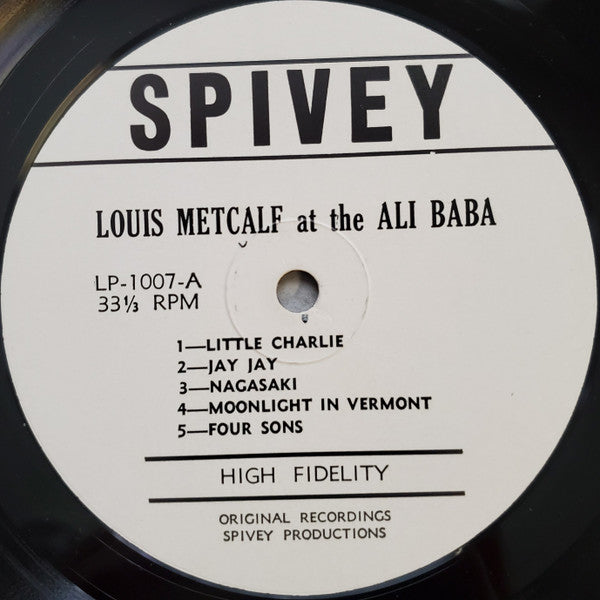 SPIVEY
LOUIS METCALF at the ALI BABA
LP-1007-A
33⅓ RPM
1—LITTLE CHARLIE
2—JAY JAY
3—NAGASAKI
4—MOONLIGHT IN VERMONT
5—FOUR SONS
HIGH FIDELITY
ORIGINAL RECORDINGS
SPIVEY PRODUCTIONS